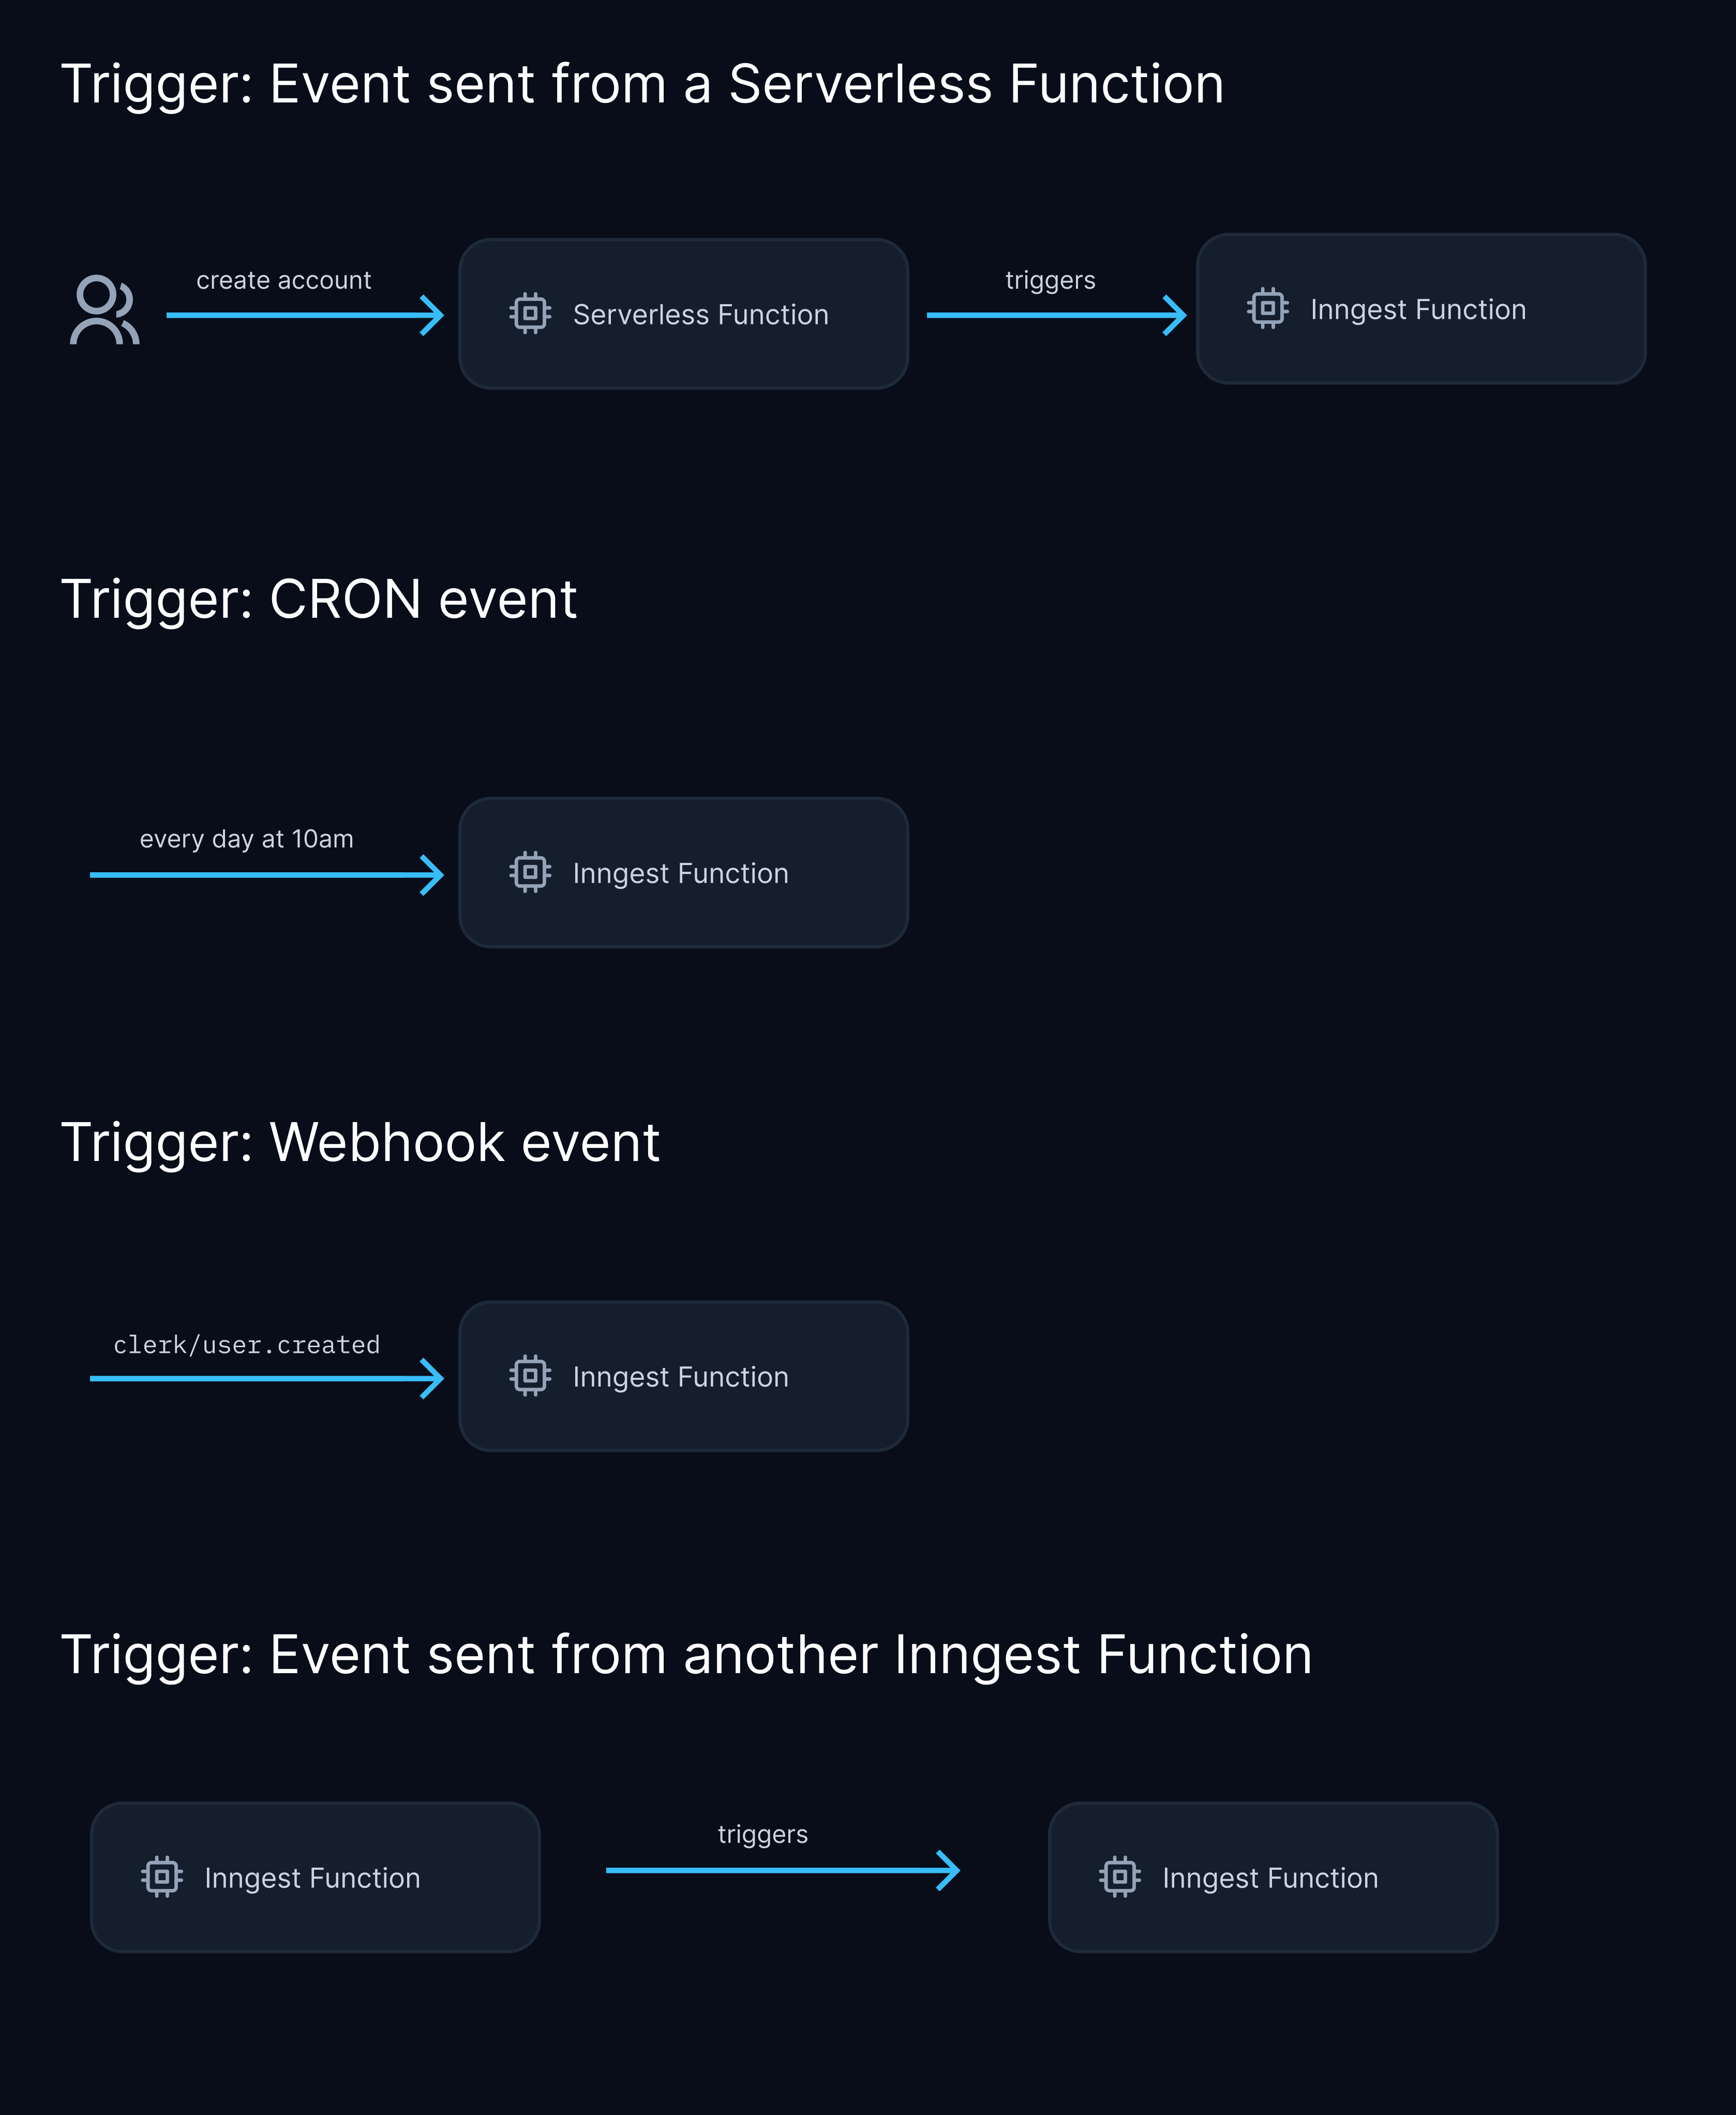 Trigger: Event sent from a Serverless Function
create account
Serverless Function
triggers
Inngest Function
Trigger: CRON event
every day at 10am
Inngest Function
Trigger: Webhook event
clerk/user.created
Inngest Function
Trigger: Event sent from another Inngest Function
Inngest Function
triggers
Inngest Function